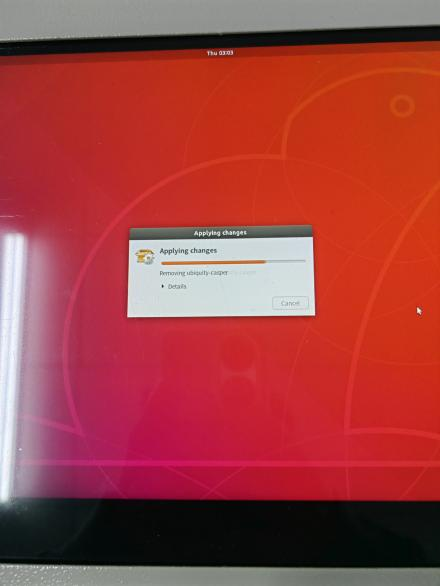 Thu 03:03
Applying changes
Applying changes
Removing ubiquity-casper
Details
Cancel